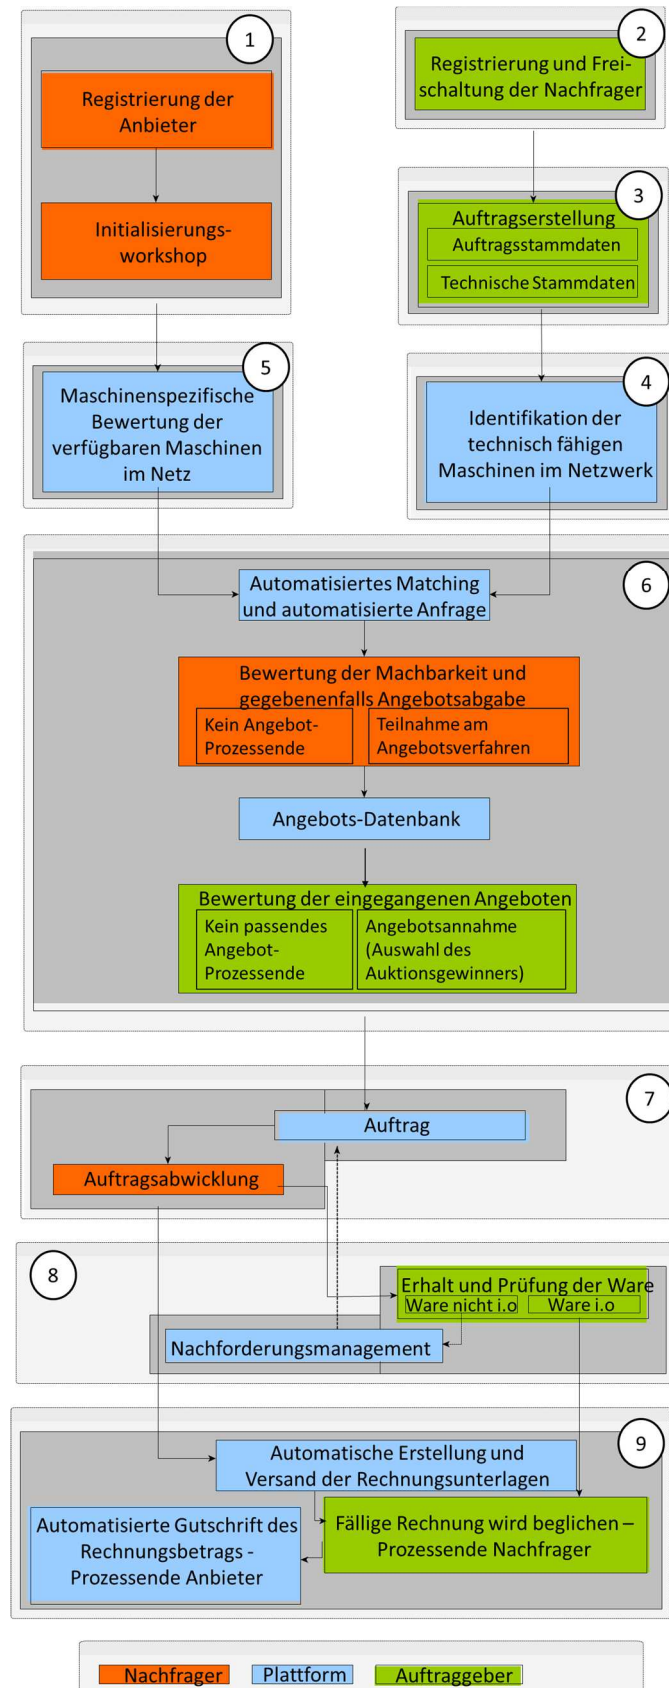 1
Registrierung der
Anbieter
Initialisierungs-
workshop
2
Registrierung und Frei-
schaltung der Nachfrager
3
Auftragserstellung
Auftragsstammdaten
Technische Stammdaten
5
Maschinenspezifische
Bewertung der
verfügbaren Maschinen
im Netz
4
Identifikation der
technisch fähigen
Maschinen im Netzwerk
6
Automatisiertes Matching
und automatisierte Anfrage
Bewertung der Machbarkeit und
gegebenenfalls Angebotsabgabe
Kein Angebot-
Prozessende
Teilnahme am
Angebotsverfahren
Angebots-Datenbank
Bewertung der eingegangenen Angeboten
Kein passendes
Angebot-
Prozessende
Angebotsannahme
(Auswahl des
Auktionsgewinners)
7
Auftrag
Auftragsabwicklung
8
Erhalt und Prüfung der Ware
Ware nicht i.o
Ware i.o
Nachforderungsmanagement
9
Automatische Erstellung und
Versand der Rechnungsunterlagen
Automatisierte Gutschrift des
Rechnungsbetrags -
Prozessende Anbieter
Fällige Rechnung wird beglichen –
Prozessende Nachfrager
Nachfrager
Plattform
Auftraggeber